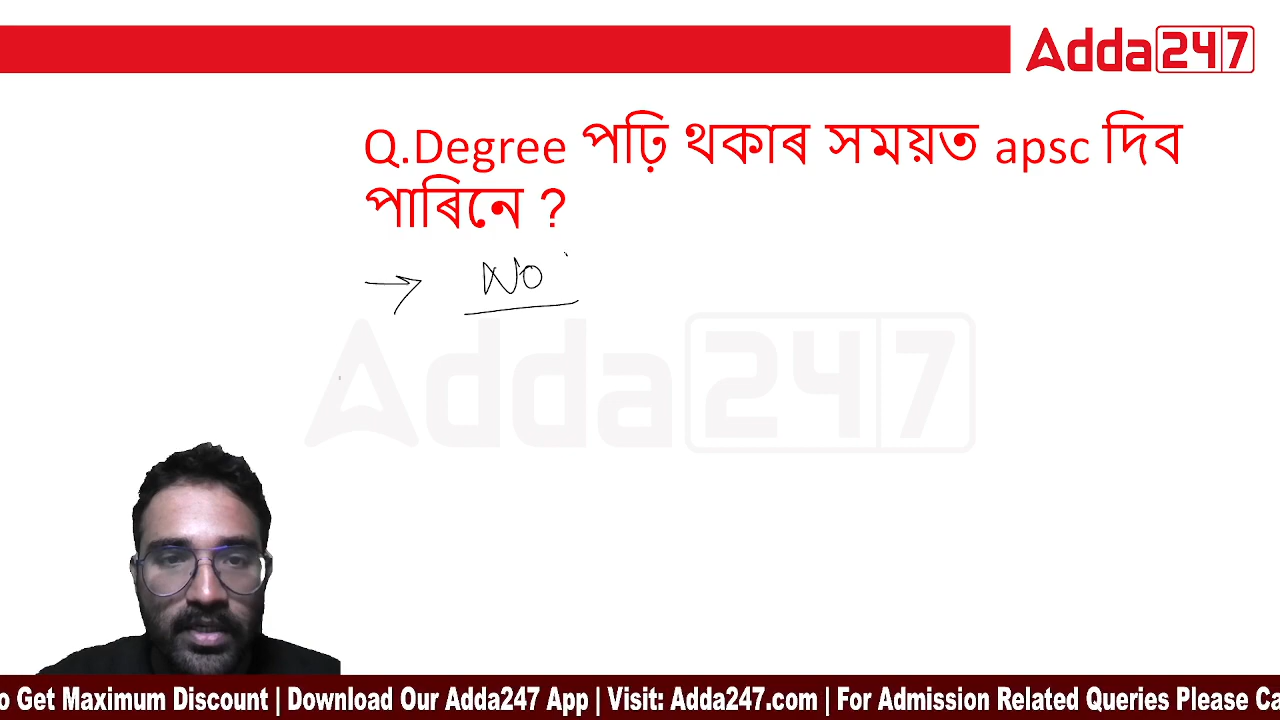 Adda247
Q.Degree পঢ়ি থকাৰ সময়ত apsc দিব
পাৰিনে ?
→ No
Adda247
o Get Maximum Discount | Download Our Adda247 App | Visit: Adda247.com | For Admission Related Queries Please Ca